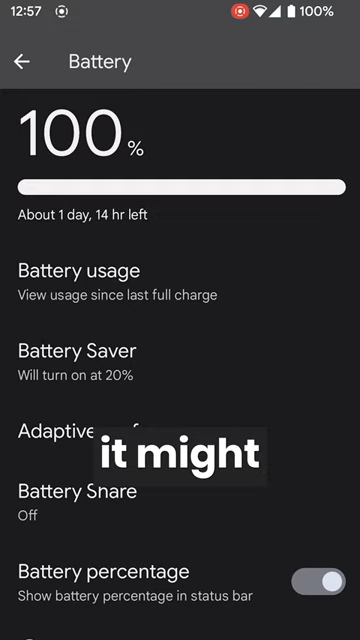 12:57 100%
Battery
100%
About 1 day, 14 hr left
Battery usage
View usage since last full charge
Battery Saver
Will turn on at 20%
Adaptive
it might
Battery Share
Off
Battery percentage
Show battery percentage in status bar